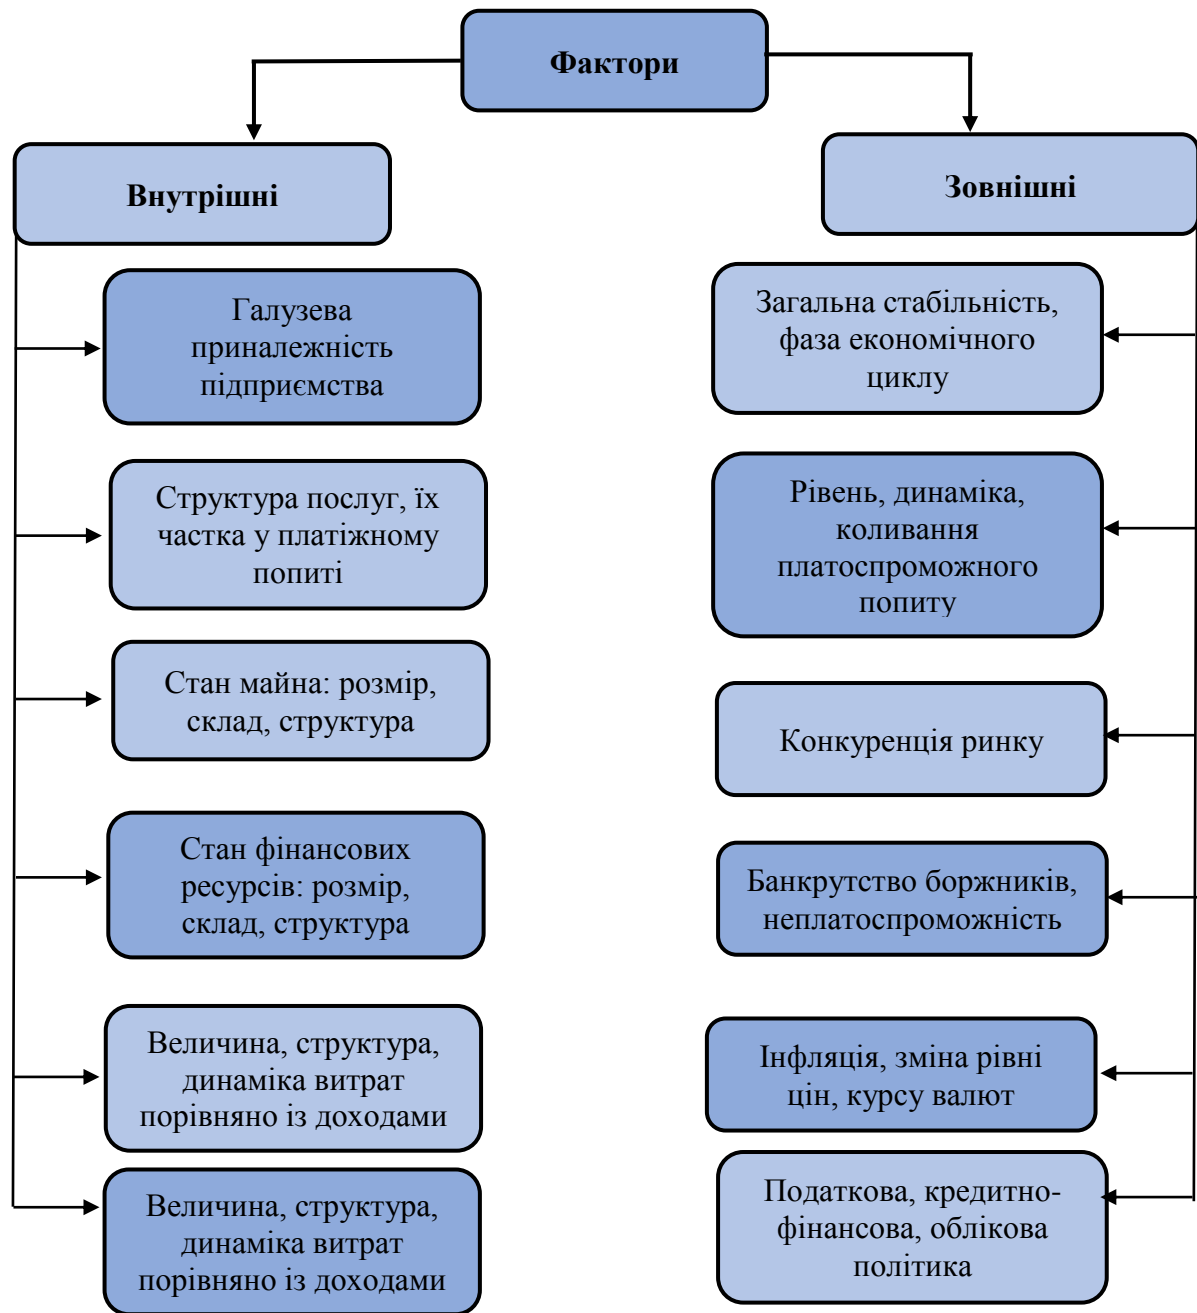 Фактори
Внутрішні
Галузева
приналежність
підприємства
Структура послуг, їх
частка у платіжному
попиті
Стан майна: розмір,
склад, структура
Стан фінансових
ресурсів: розмір,
склад, структура
Величина, структура,
динаміка витрат
порівняно із доходами
Величина, структура,
динаміка витрат
порівняно із доходами
Зовнішні
Загальна стабільність,
фаза економічного
циклу
Рівень, динаміка,
коливання
платоспроможного
попиту
Конкуренція ринку
Банкрутство боржників,
неплатоспроможність
Інфляція, зміна рівні
цін, курсу валют
Податкова, кредитно-
фінансова, облікова
політика